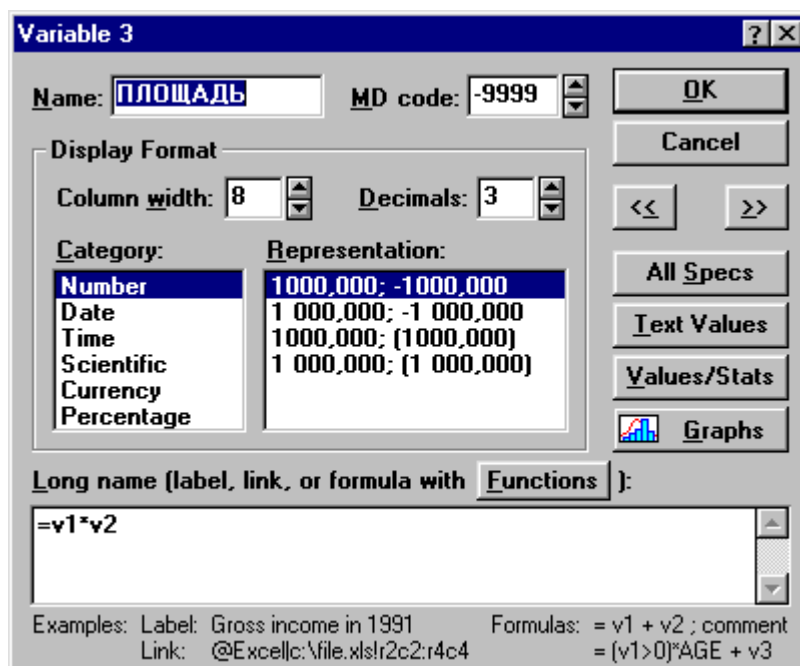 Variable 3
? X
Name: ПЛОЩАДЬ MD code: -9999
OK
Cancel
Display Format
Column width: 8 Decimals: 3
<< >>
Category: Representation:
Number 1000,000; -1000,000
Date 1 000,000; -1 000,000
Time 1000,000; (1000,000)
Scientific 1 000,000; (1 000,000)
Currency
Percentage
All Specs
Text Values
Values/Stats
Graphs
Long name (label, link, or formula with Functions ):
=v1*v2
Examples: Label: Gross income in 1991 Formulas: = v1 + v2 ; comment
Link: @Excel|c:\file.xls!r2c2:r4c4 = (v1>0)*AGE + v3